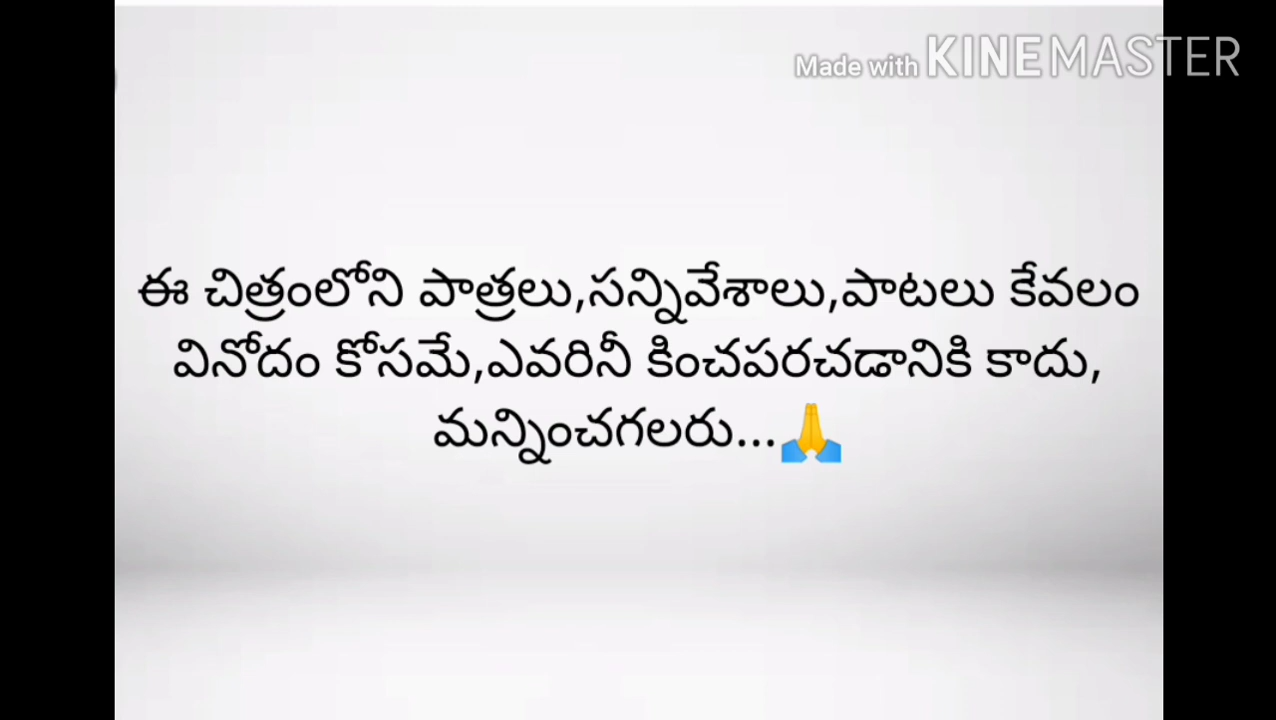 Made with KINEMASTER
ఈ చిత్రంలోని పాత్రలు,సన్నివేశాలు,పాటలు కేవలం
వినోదం కోసమే,ఎవరినీ కించపరచడానికి కాదు,
మన్నించగలరు...🙏